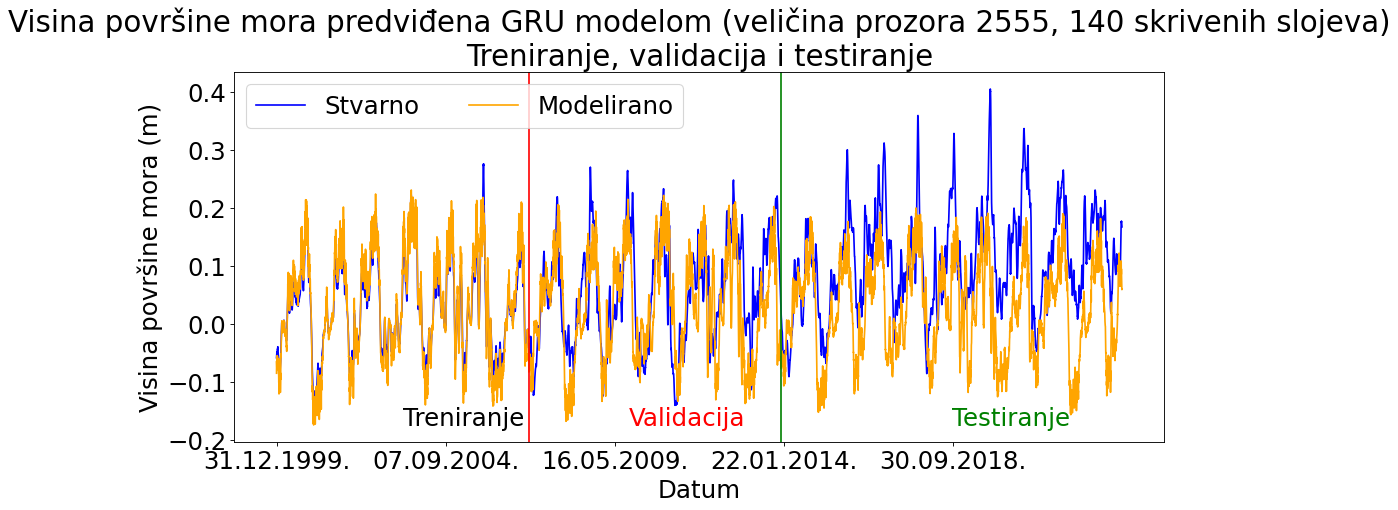 Visina površine mora predviđena GRU modelom (veličina prozora 2555, 140 skrivenih slojeva)
Treniranje, validacija i testiranje
Stvarno
Modelirano
Visina površine mora (m)
0.4
0.3
0.2
0.1
0.0
−0.1
−0.2
Treniranje
Validacija
Testiranje
31.12.1999.
07.09.2004.
16.05.2009.
22.01.2014.
30.09.2018.
Datum